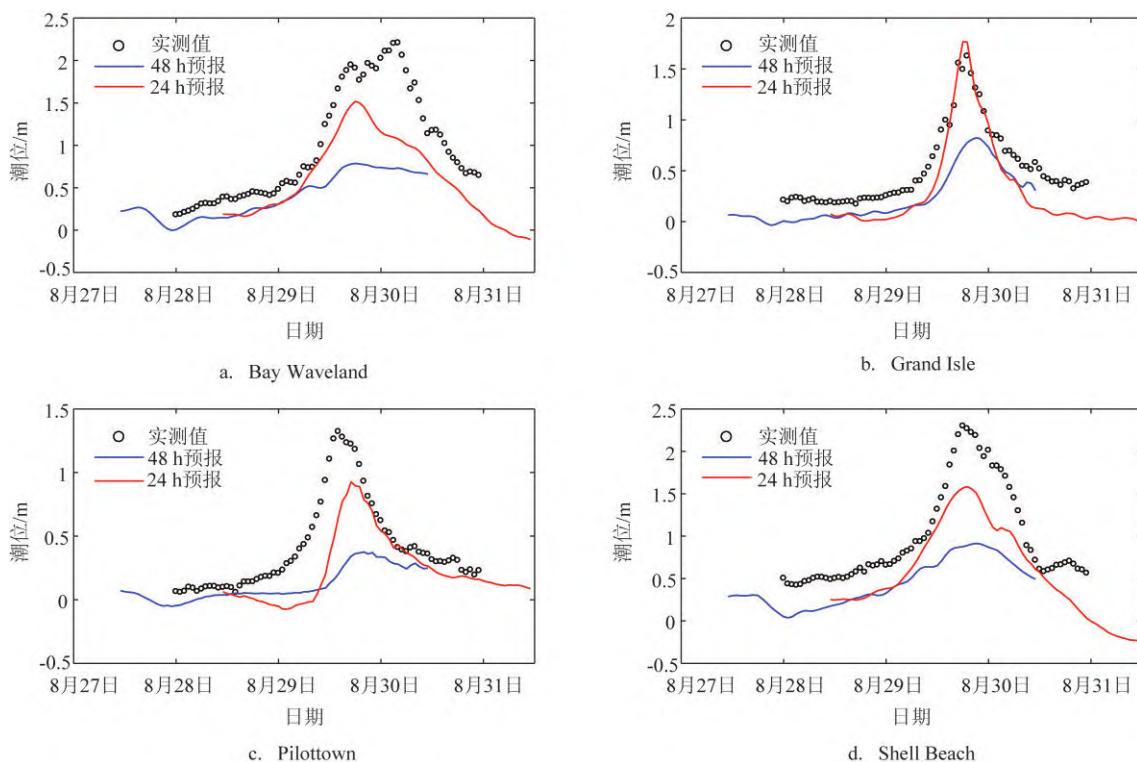 2.5
2
1.5
1
0.5
0
-0.5
潮位/m
实测值
48 h预报
24 h预报
8月27日 8月28日 8月29日 8月30日 8月31日
日期
a. Bay Waveland
2
1.5
1
0.5
0
-0.5
潮位/m
实测值
48 h预报
24 h预报
8月27日 8月28日 8月29日 8月30日 8月31日
日期
b. Grand Isle
1.5
1
0.5
0
-0.5
潮位/m
实测值
48 h预报
24 h预报
8月27日 8月28日 8月29日 8月30日 8月31日
日期
c. Pilottown
2.5
2
1.5
1
0.5
0
-0.5
潮位/m
实测值
48 h预报
24 h预报
8月27日 8月28日 8月29日 8月30日 8月31日
日期
d. Shell Beach